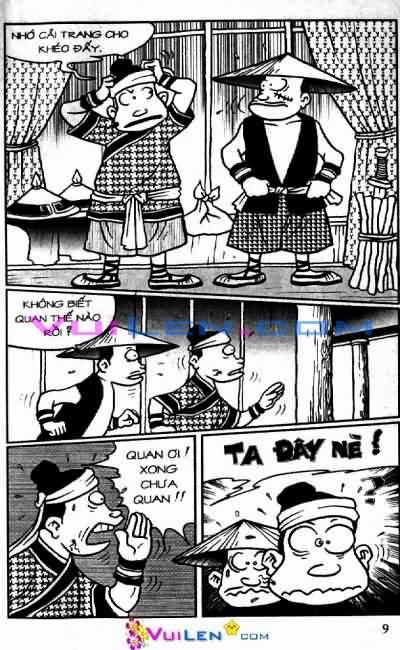 NHỚ CẢI TRANG CHO
KHÉO ĐẤY.
KHÔNG BIẾT
QUAN THẾ NÀO
RỒI?
VUILEN.COM
QUAN ƠI!
XONG
CHƯA
QUAN!!
TA ĐÂY NÈ!
9
VUILEN.COM